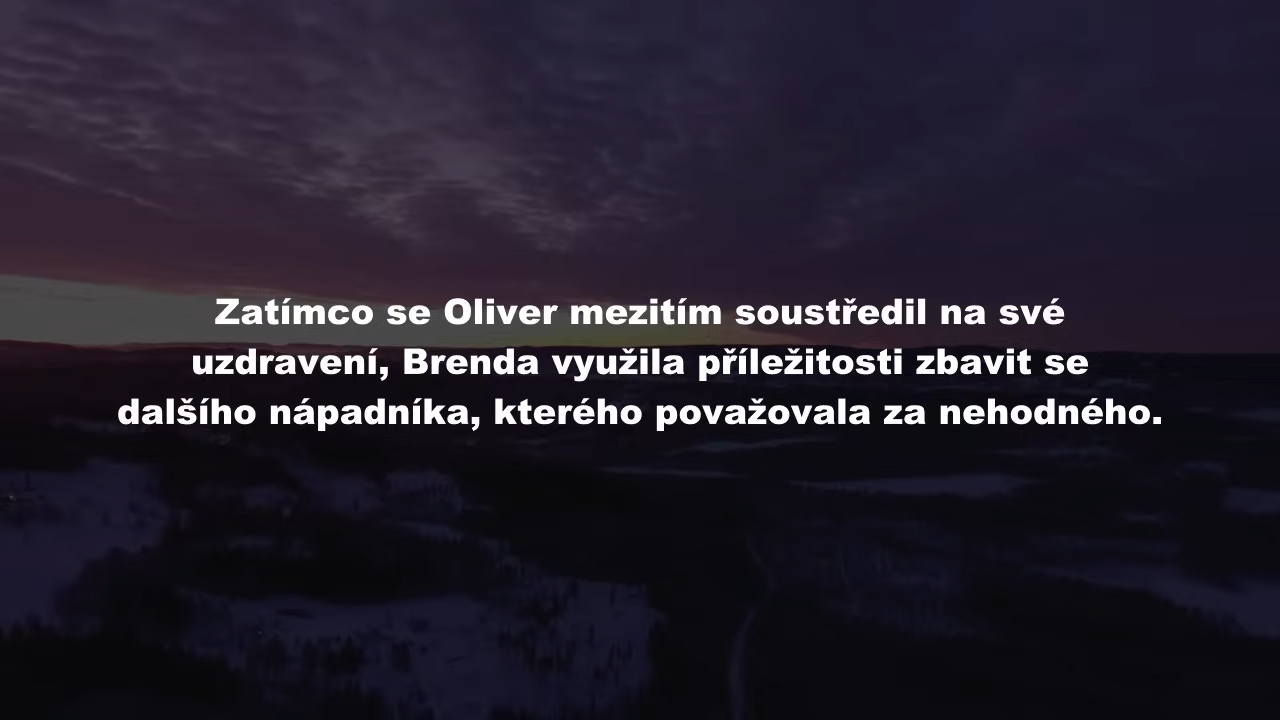 Zatímco se Oliver mezitím soustředil na své
uzdravení, Brenda využila příležitosti zbavit se
dalšího nápadníka, kterého považovala za nehodného.